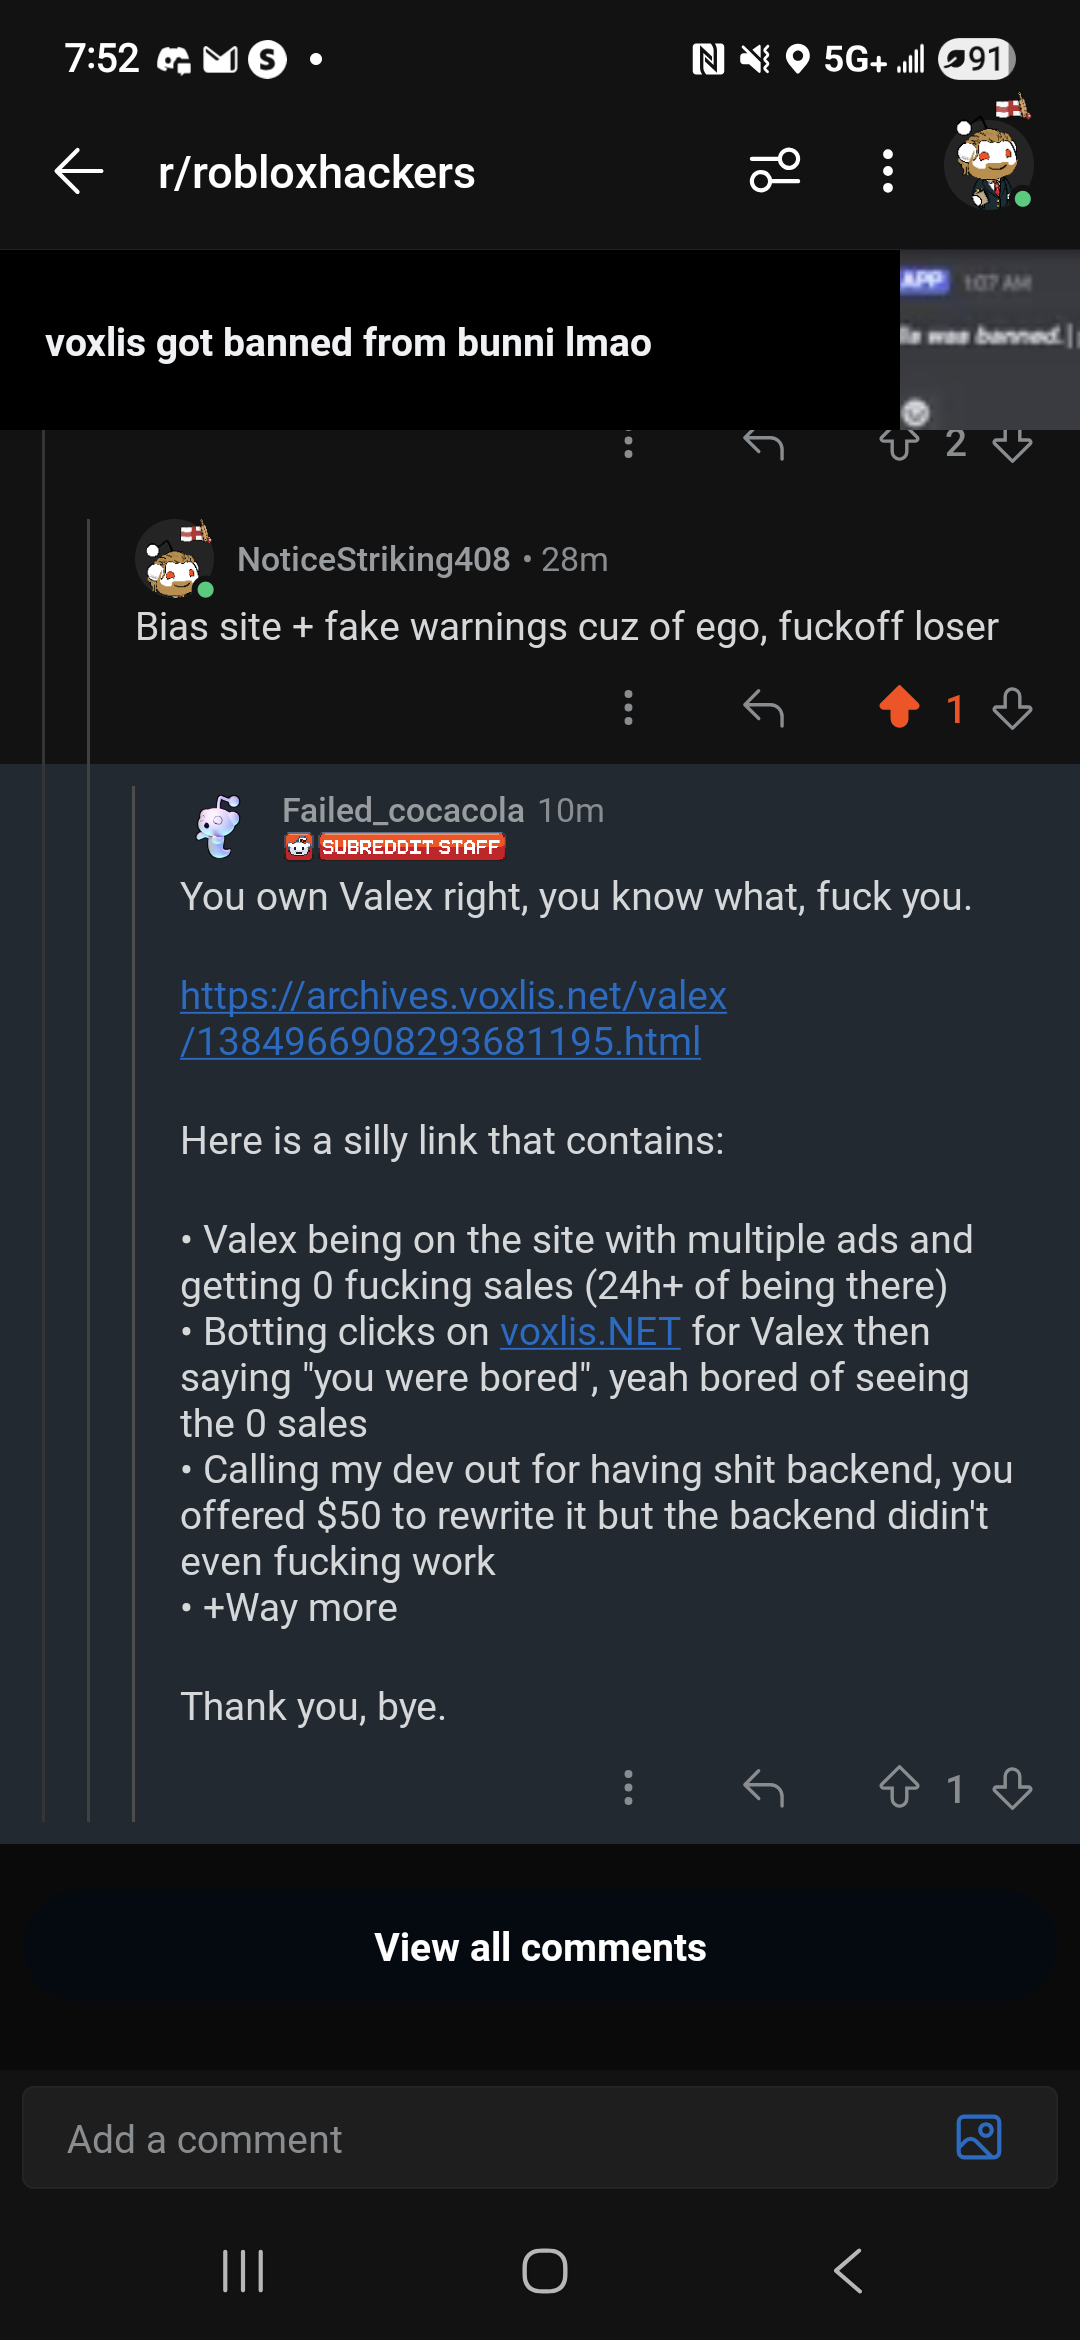 7:52 S 5G+ 91
r/robloxhackers
voxlis got banned from bunni lmao
APP 1:07 AM
was banned.
2
NoticeStriking408 • 28m
Bias site + fake warnings cuz of ego, fuckoff loser
1
Failed_cocacola 10m
SUBREDDIT STAFF
You own Valex right, you know what, fuck you.
https://archives.voxlis.net/valex
/1384966908293681195.html
Here is a silly link that contains:
• Valex being on the site with multiple ads and
getting 0 fucking sales (24h+ of being there)
• Botting clicks on voxlis.NET for Valex then
saying "you were bored", yeah bored of seeing
the 0 sales
• Calling my dev out for having shit backend, you
offered $50 to rewrite it but the backend didin't
even fucking work
• +Way more
Thank you, bye.
1
View all comments
Add a comment